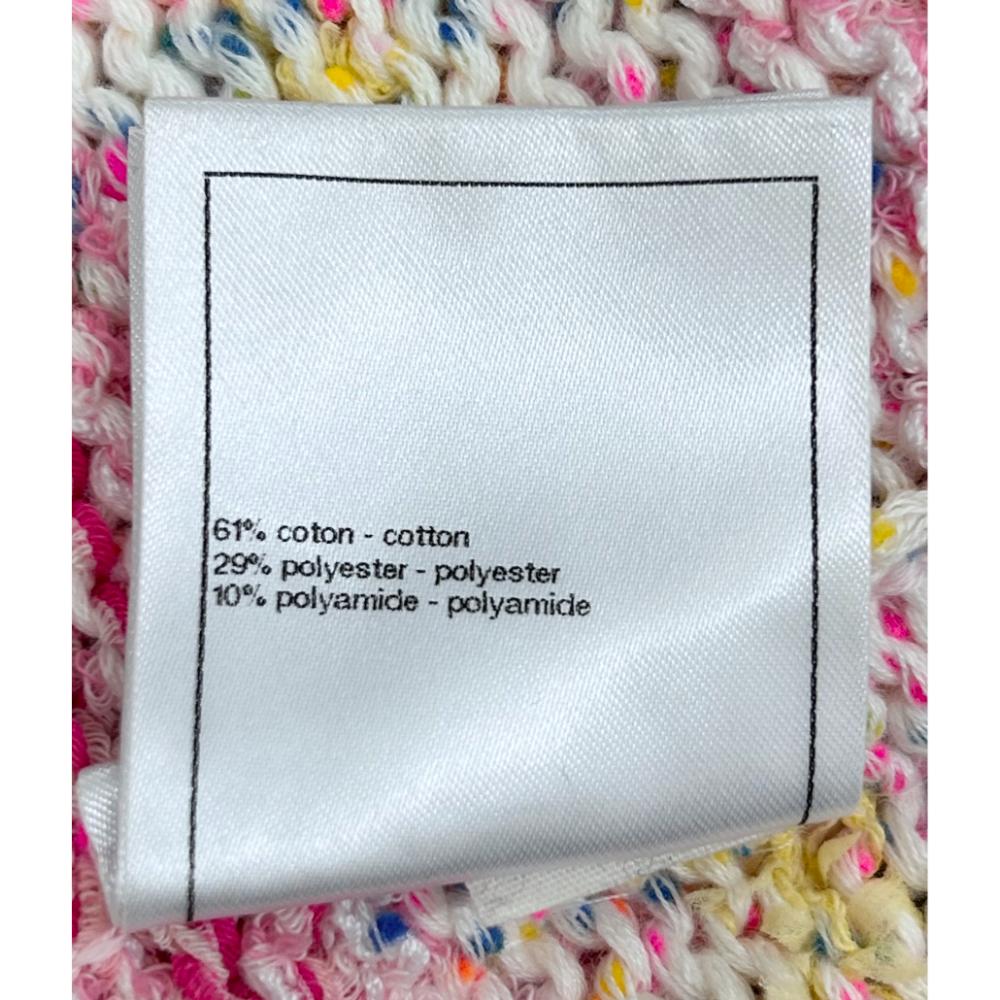 61% coton - cotton
29% polyester - polyester
10% polyamide - polyamide